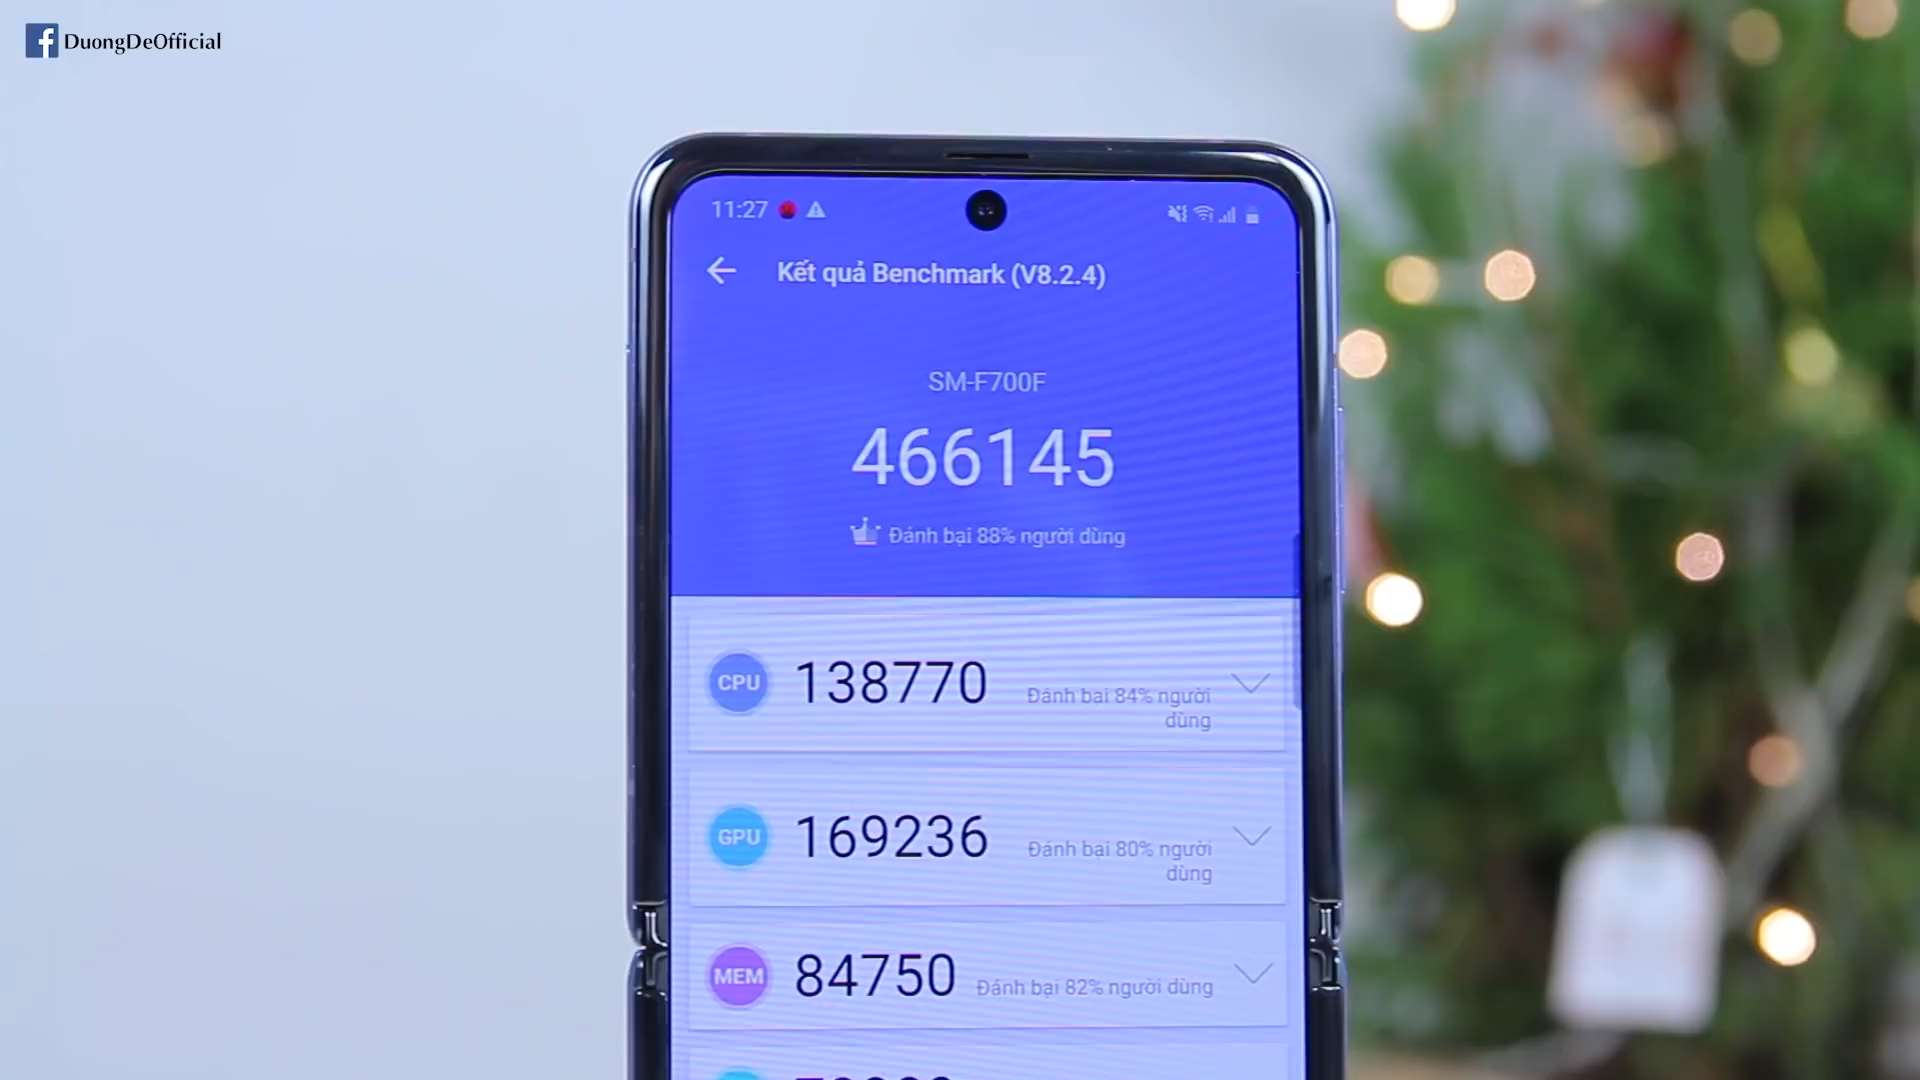 DuongDeOfficial
11:27
Kết quả Benchmark (V8.2.4)
SM-F700F
466145
Đánh bại 88% người dùng
CPU 138770 Đánh bại 84% người
dùng
GPU 169236 Đánh bại 80% người
dùng
MEM 84750 Đánh bại 82% người dùng